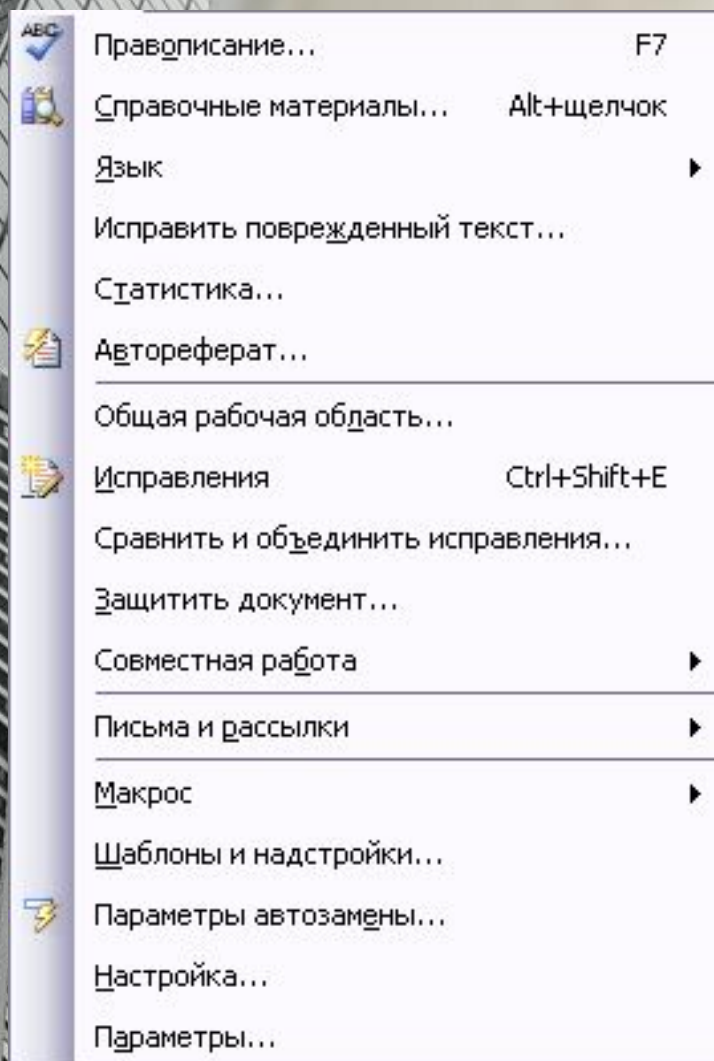 ABC
Правописание... F7
Справочные материалы... Alt+щелчок
Язык
Исправить поврежденный текст...
Статистика...
Автореферат...
Общая рабочая область...
Исправления Ctrl+Shift+E
Сравнить и объединить исправления...
Защитить документ...
Совместная работа
Письма и рассылки
Макрос
Шаблоны и надстройки...
Параметры автозамены...
Настройка...
Параметры...